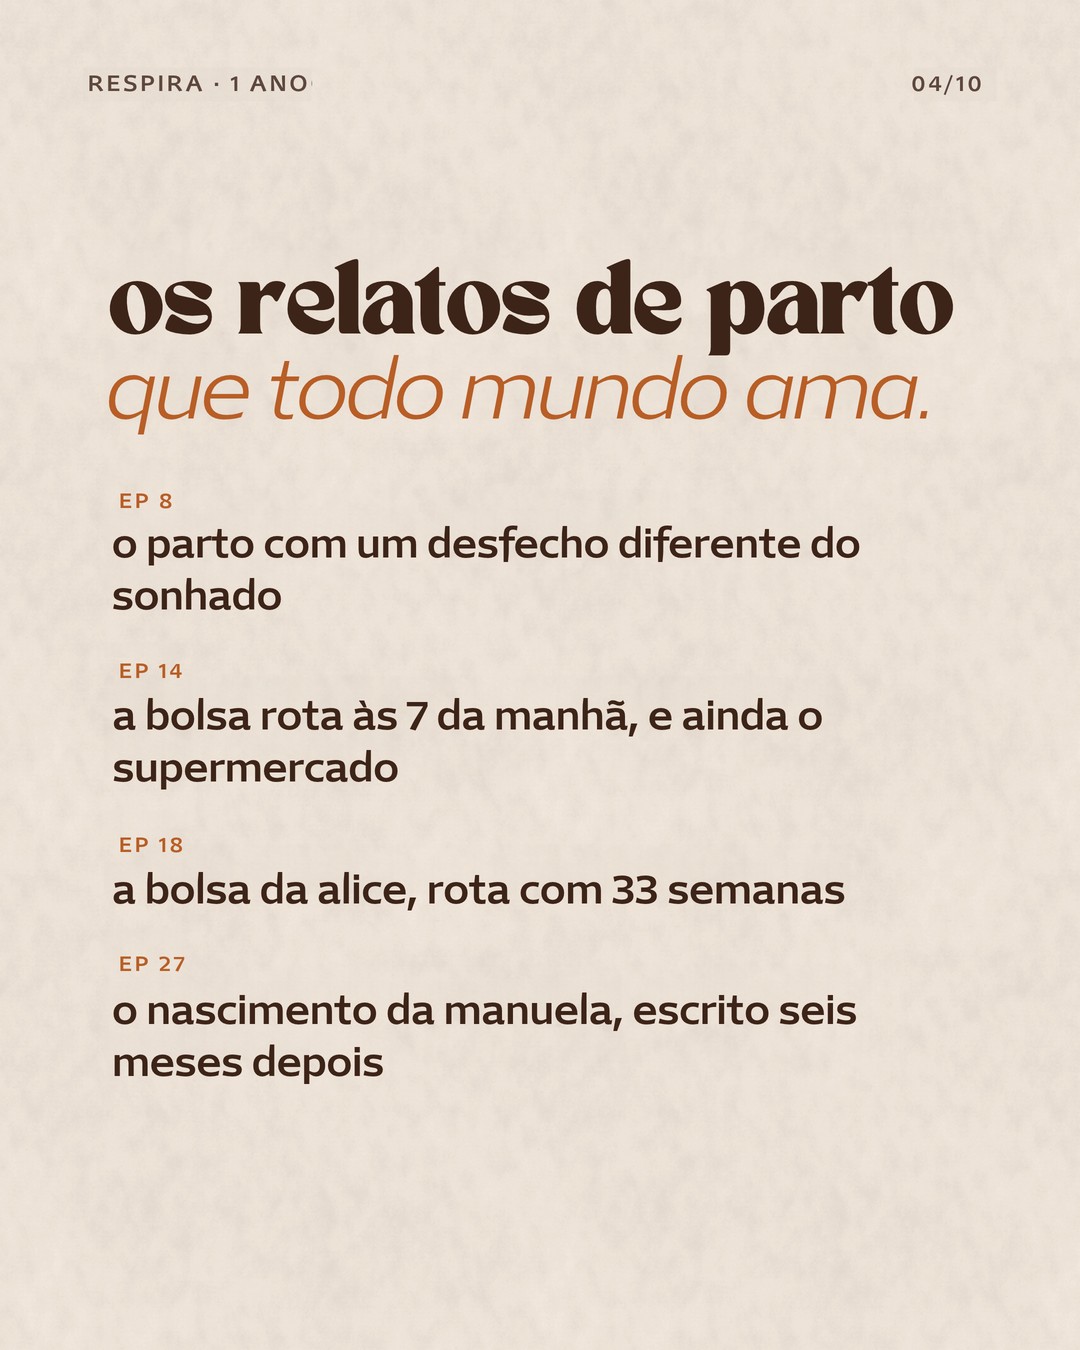 RESPIRA · 1 ANO
04/10
os relatos de parto
que todo mundo ama.
EP 8
o parto com um desfecho diferente do
sonhado
EP 14
a bolsa rota às 7 da manhã, e ainda o
supermercado
EP 18
a bolsa da alice, rota com 33 semanas
EP 27
o nascimento da manuela, escrito seis
meses depois